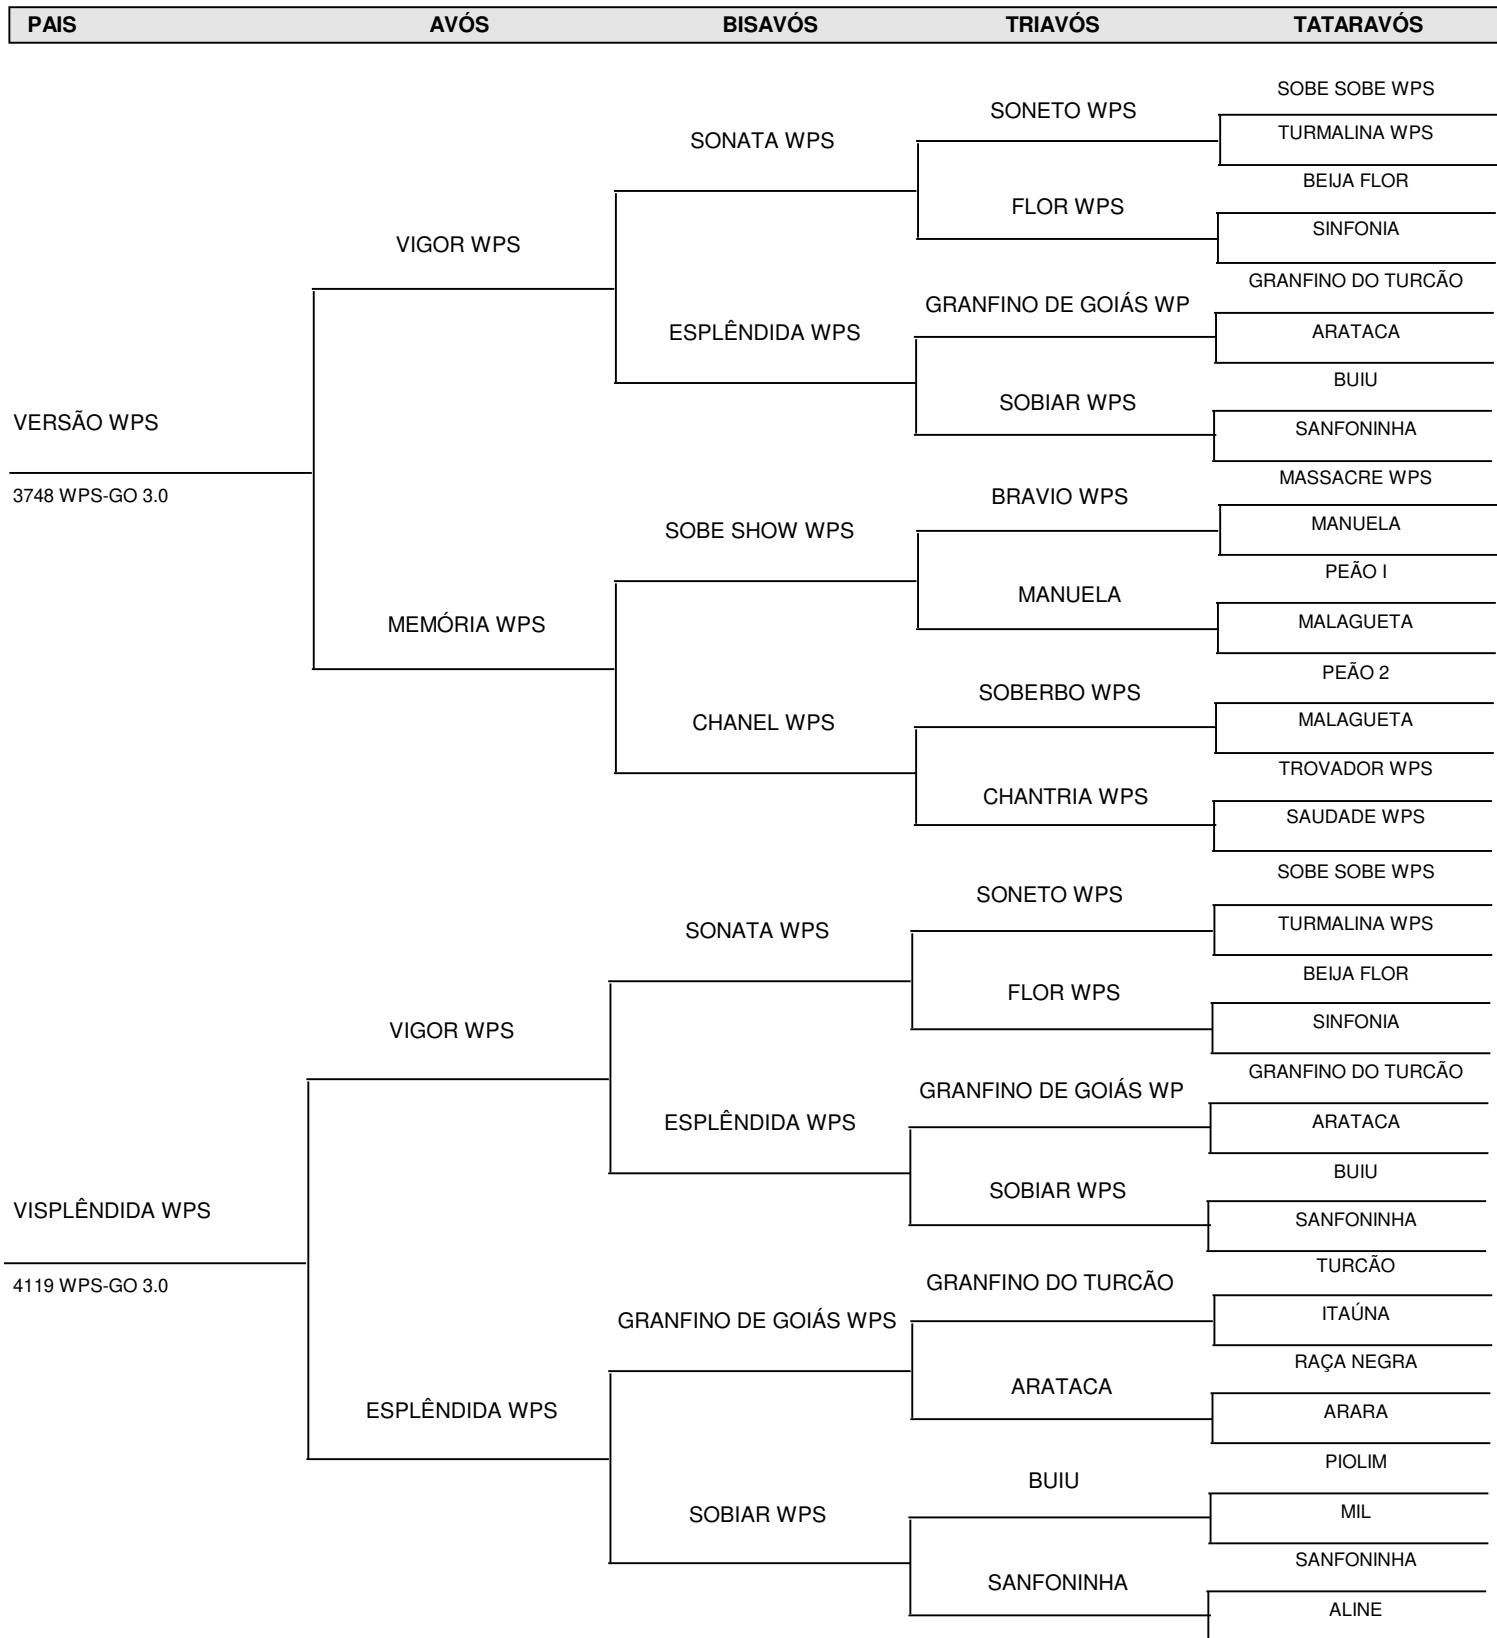 PAIS AVÓS BISAVÓS TRIAVÓS TATARAVÓS
SOBE SOBE WPS
SONETO WPS
TURMALINA WPS
SONATA WPS
BEIJA FLOR
FLOR WPS
SINFONIA
VIGOR WPS
GRANFINO DO TURCÃO
GRANFINO DE GOIÁS WP
ARATACA
ESPLÊNDIDA WPS
BUIU
SOBIAR WPS
VERSÃO WPS
SANFONINHA
MASSACRE WPS
3748 WPS-GO 3.0
BRAVIO WPS
MANUELA
SOBE SHOW WPS
PEÃO I
MANUELA
MALAGUETA
MEMÓRIA WPS
PEÃO 2
SOBERBO WPS
MALAGUETA
CHANEL WPS
TROVADOR WPS
CHANTRIA WPS
SAUDADE WPS
SOBE SOBE WPS
SONETO WPS
TURMALINA WPS
SONATA WPS
BEIJA FLOR
FLOR WPS
SINFONIA
VIGOR WPS
GRANFINO DO TURCÃO
GRANFINO DE GOIÁS WP
ARATACA
ESPLÊNDIDA WPS
BUIU
SOBIAR WPS
VISPLÊNDIDA WPS
SANFONINHA
TURCÃO
4119 WPS-GO 3.0
GRANFINO DO TURCÃO
ITAÚNA
GRANFINO DE GOIÁS WPS
RAÇA NEGRA
ARATACA
ARARA
ESPLÊNDIDA WPS
PIOLIM
BUIU
MIL
SOBIAR WPS
SANFONINHA
SANFONINHA
ALINE